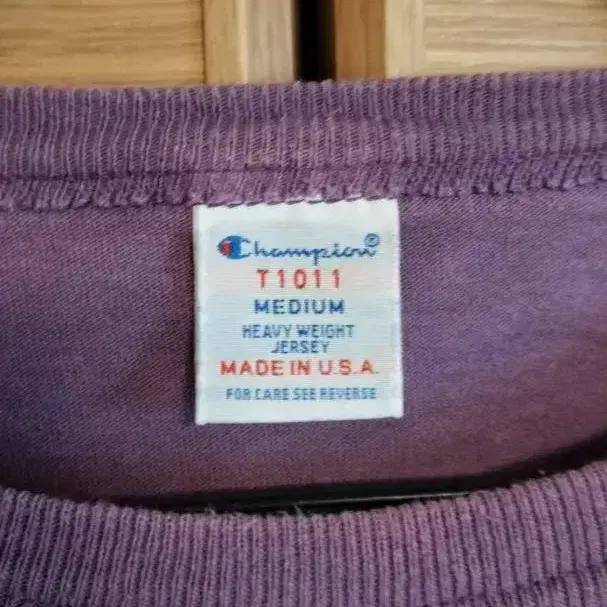 Champion®
T1011
MEDIUM
HEAVY WEIGHT
JERSEY
MADE IN U.S.A.
FOR CARE SEE REVERSE